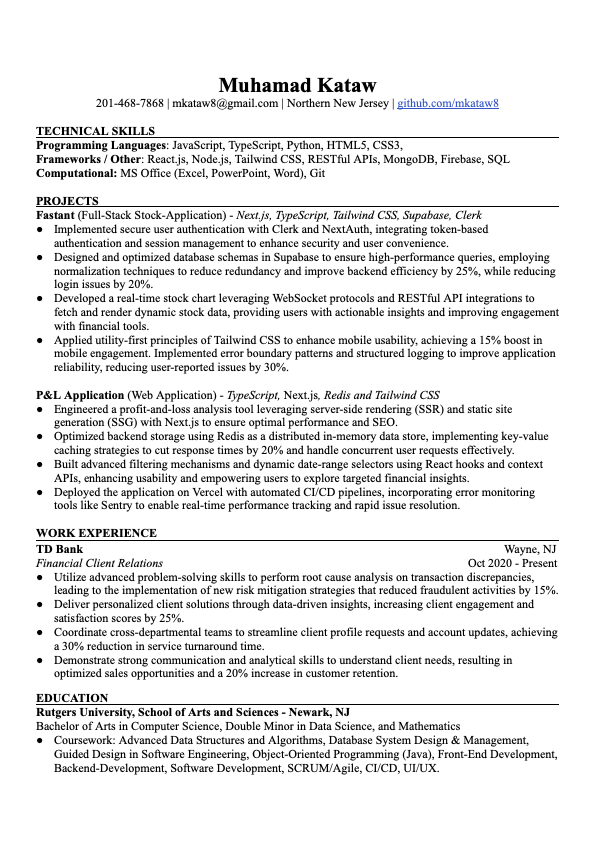 Muhamad Kataw
201-468-7868 | mkataw8@gmail.com | Northern New Jersey | github.com/mkataw8
TECHNICAL SKILLS
Programming Languages: JavaScript, TypeScript, Python, HTML5, CSS3,
Frameworks / Other: React.js, Node.js, Tailwind CSS, RESTful APIs, MongoDB, Firebase, SQL
Computational: MS Office (Excel, PowerPoint, Word), Git
PROJECTS
Fastant (Full-Stack Stock-Application) - Next.js, TypeScript, Tailwind CSS, Supabase, Clerk
● Implemented secure user authentication with Clerk and NextAuth, integrating token-based
authentication and session management to enhance security and user convenience.
● Designed and optimized database schemas in Supabase to ensure high-performance queries, employing
normalization techniques to reduce redundancy and improve backend efficiency by 25%, while reducing
login issues by 20%.
● Developed a real-time stock chart leveraging WebSocket protocols and RESTful API integrations to
fetch and render dynamic stock data, providing users with actionable insights and improving engagement
with financial tools.
● Applied utility-first principles of Tailwind CSS to enhance mobile usability, achieving a 15% boost in
mobile engagement. Implemented error boundary patterns and structured logging to improve application
reliability, reducing user-reported issues by 30%.
P&L Application (Web Application) - TypeScript, Next.js, Redis and Tailwind CSS
● Engineered a profit-and-loss analysis tool leveraging server-side rendering (SSR) and static site
generation (SSG) with Next.js to ensure optimal performance and SEO.
● Optimized backend storage using Redis as a distributed in-memory data store, implementing key-value
caching strategies to cut response times by 20% and handle concurrent user requests effectively.
● Built advanced filtering mechanisms and dynamic date-range selectors using React hooks and context
APIs, enhancing usability and empowering users to explore targeted financial insights.
● Deployed the application on Vercel with automated CI/CD pipelines, incorporating error monitoring
tools like Sentry to enable real-time performance tracking and rapid issue resolution.
WORK EXPERIENCE
TD Bank Wayne, NJ
Financial Client Relations Oct 2020 - Present
● Utilize advanced problem-solving skills to perform root cause analysis on transaction discrepancies,
leading to the implementation of new risk mitigation strategies that reduced fraudulent activities by 15%.
● Deliver personalized client solutions through data-driven insights, increasing client engagement and
satisfaction scores by 25%.
● Coordinate cross-departmental teams to streamline client profile requests and account updates, achieving
a 30% reduction in service turnaround time.
● Demonstrate strong communication and analytical skills to understand client needs, resulting in
optimized sales opportunities and a 20% increase in customer retention.
EDUCATION
Rutgers University, School of Arts and Sciences - Newark, NJ
Bachelor of Arts in Computer Science, Double Minor in Data Science, and Mathematics
● Coursework: Advanced Data Structures and Algorithms, Database System Design & Management,
Guided Design in Software Engineering, Object-Oriented Programming (Java), Front-End Development,
Backend-Development, Software Development, SCRUM/Agile, CI/CD, UI/UX.